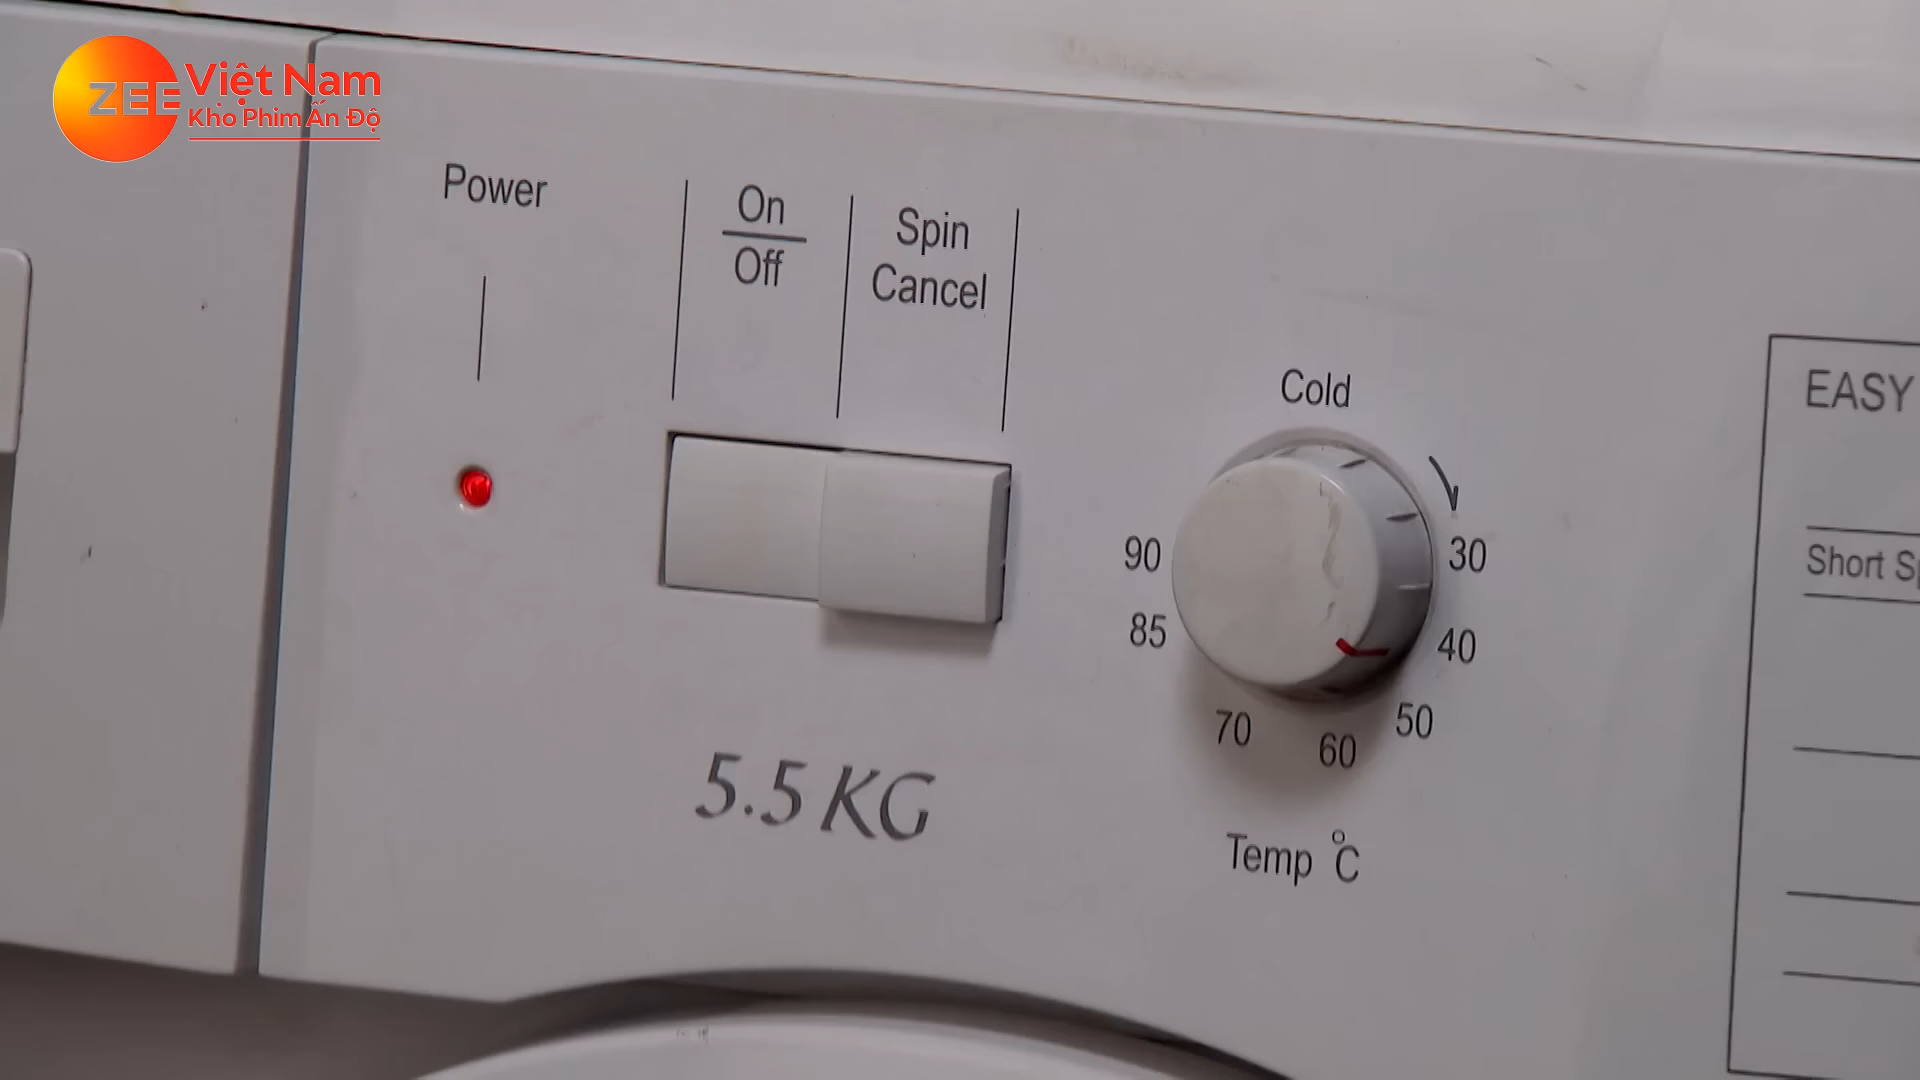 ZEE Việt Nam
Kho Phim Ấn Độ
Power
On
Off
Spin
Cancel
Cold
90
30
85
40
70
60
50
5.5 KG
Temp °C
EASY
Short